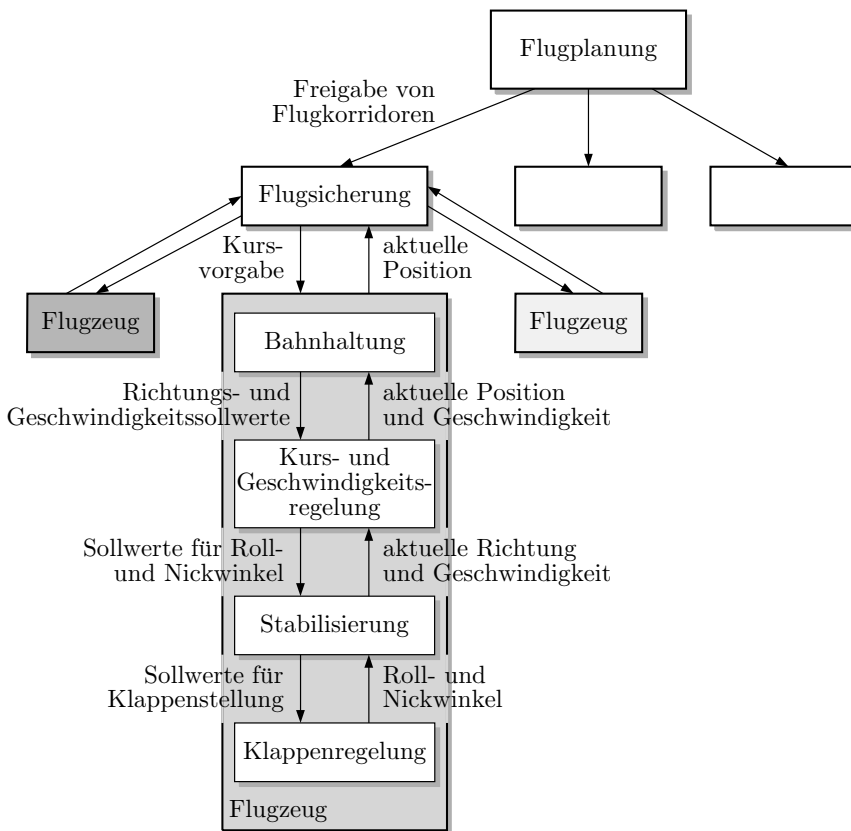 Flugplanung
Freigabe von
Flugkorridoren
Flugsicherung
Kurs-
vorgabe
aktuelle
Position
Flugzeug
Flugzeug
Bahnhaltung
Richtungs- und
Geschwindigkeitssollwerte
aktuelle Position
und Geschwindigkeit
Kurs- und
Geschwindigkeits-
regelung
Sollwerte für Roll-
und Nickwinkel
aktuelle Richtung
und Geschwindigkeit
Stabilisierung
Sollwerte für
Klappenstellung
Roll- und
Nickwinkel
Klappenregelung
Flugzeug